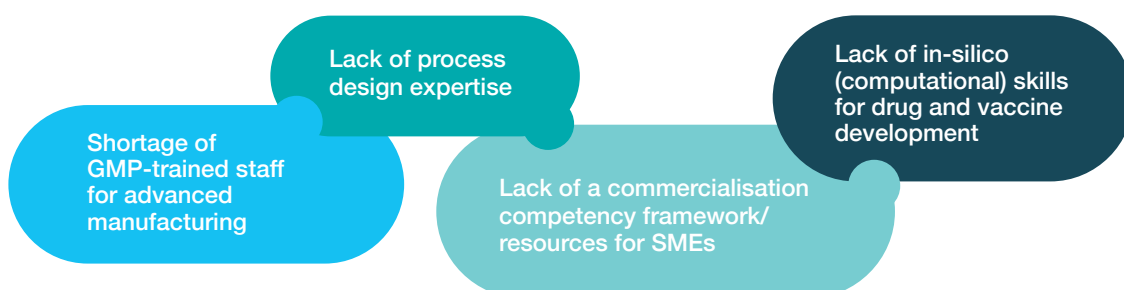 Shortage of
GMP-trained staff
for advanced
manufacturing
Lack of process
design expertise
Lack of a commercialisation
competency framework/
resources for SMEs
Lack of in-silico
(computational) skills
for drug and vaccine
development